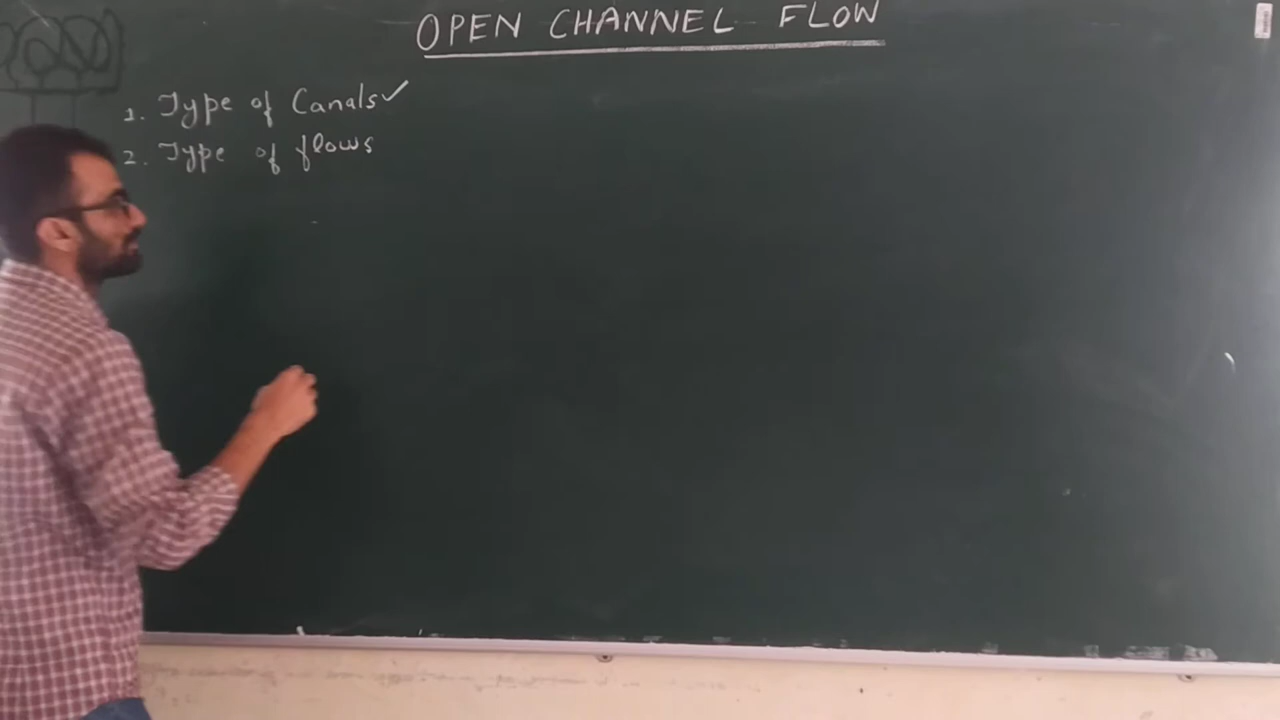 OPEN CHANNEL FLOW
1. Type of Canals✓
2. Type of flows